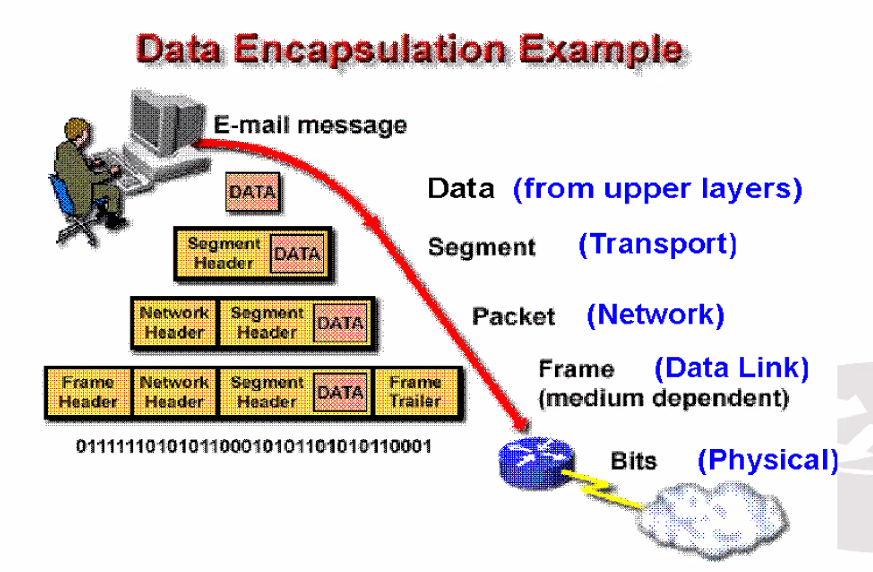 Data Encapsulation Example
E-mail message
DATA
Data (from upper layers)
Segment Header DATA
Segment (Transport)
Network Header Segment Header DATA
Packet (Network)
Frame Header Network Header Segment Header DATA Frame Trailer
Frame (Data Link)
(medium dependent)
0111111010101100010101101010110001
Bits (Physical)